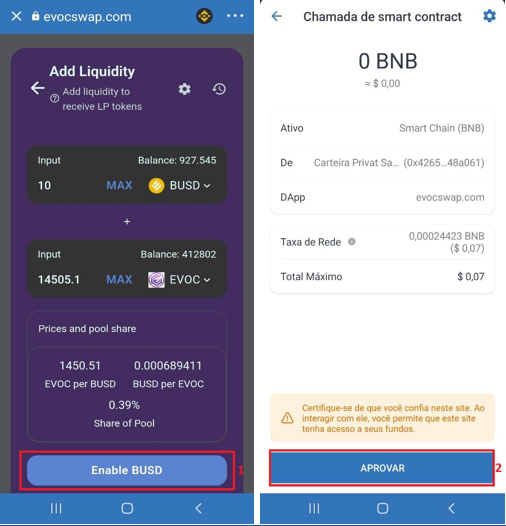 evocswap.com
Add Liquidity
Add liquidity to
receive LP tokens
Input
Balance: 927.545
10
MAX
BUSD
+
Input
Balance: 412802
14505.1
MAX
EVOC
Prices and pool share
1450.51
0.000689411
EVOC per BUSD
BUSD per EVOC
0.39%
Share of Pool
Enable BUSD
1
Chamada de smart contract
0 BNB
≈ $ 0,00
Ativo
Smart Chain (BNB)
De
Carteira Privat Sa... (0x4265...48a061)
DApp
evocswap.com
Taxa de Rede
0,00024423 BNB
($ 0,07)
Total Máximo
$ 0,07
Certifique-se de que você confia neste site. Ao
interagir com ele, você permite que este site
tenha acesso a seus fundos.
APROVAR
2